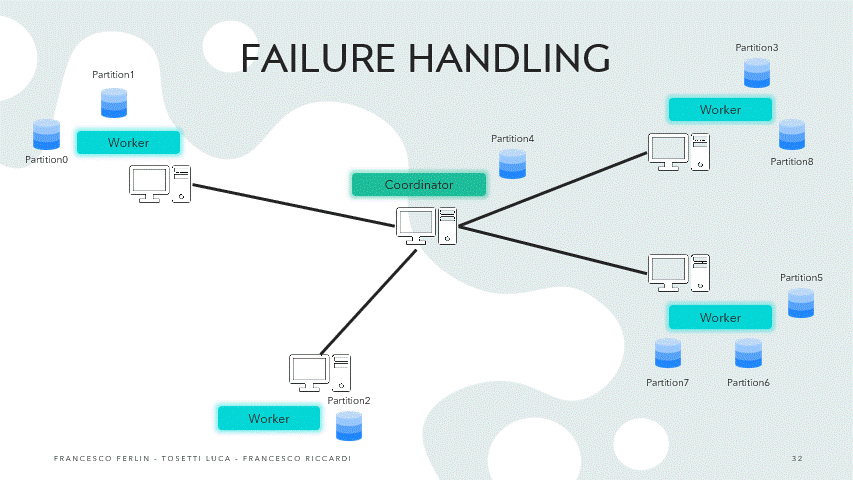 FAILURE HANDLING
Partition3
Partition1
Worker
Worker
Partition4
Partition0
Partition8
Coordinator
Partition5
Worker
Partition7
Partition6
Partition2
Worker
FRANCESCO FERLIN - TOSETTI LUCA - FRANCESCO RICCARDI
32